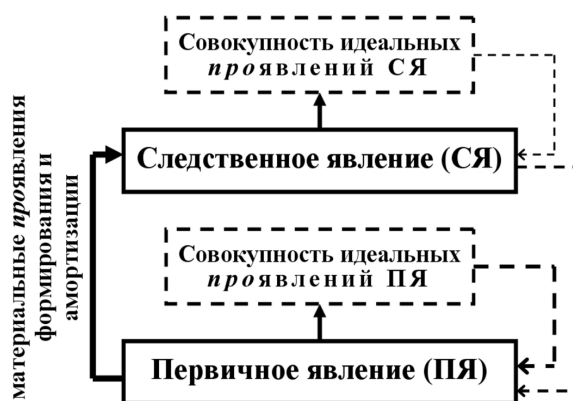 Совокупность идеальных
проявлений СЯ
Следственное явление (СЯ)
Совокупность идеальных
проявлений ПЯ
Первичное явление (ПЯ)
материальные проявления
формирования и
амортизации